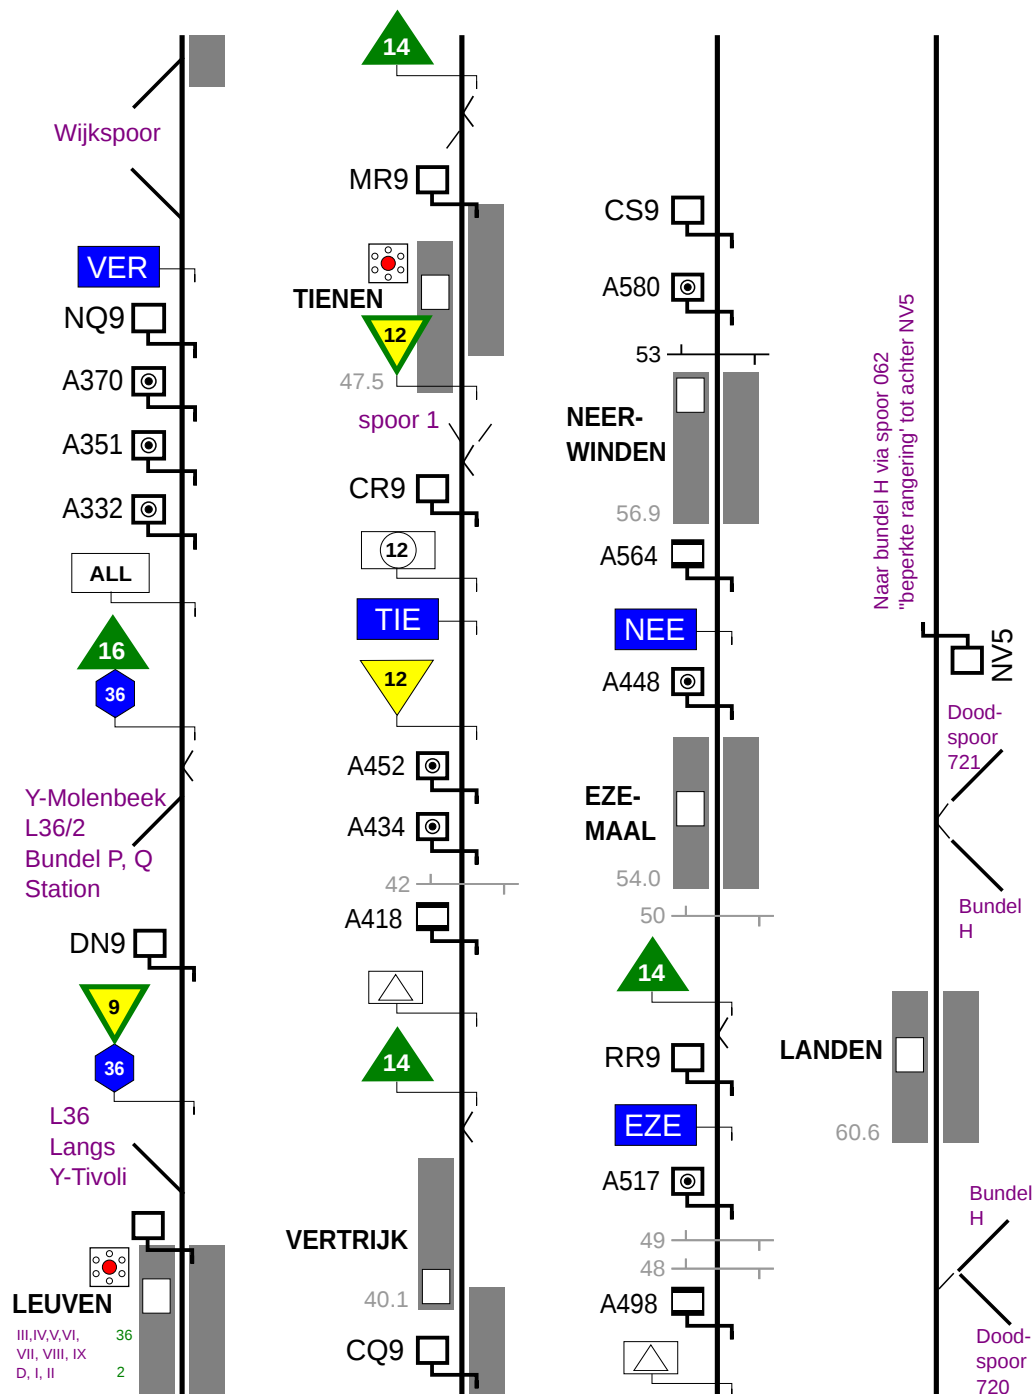 Wijkspoor
VER
NQ9
A370
A351
A332
ALL
16
36
Y-Molenbeek
L36/2
Bundel P, Q
Station
DN9
9
36
L36
Langs
Y-Tivoli
LEUVEN
III,IV,V,VI, 36
VII, VIII, IX
D, I, II 2
14
MR9
TIENEN
12
47.5
spoor 1
CR9
12
TIE
12
A452
A434
42
A418
14
VERTRIJK
40.1
CQ9
CS9
A580
53
NEER-
WINDEN
56.9
A564
NEE
A448
EZE-
MAAL
54.0
50
14
RR9
EZE
A517
49
48
A498
Naar bundel H via spoor 062
"beperkte rangering' tot achter NV5
NV5
Dood-
spoor
721
Bundel
H
LANDEN
60.6
Bundel
H
Dood-
spoor
720